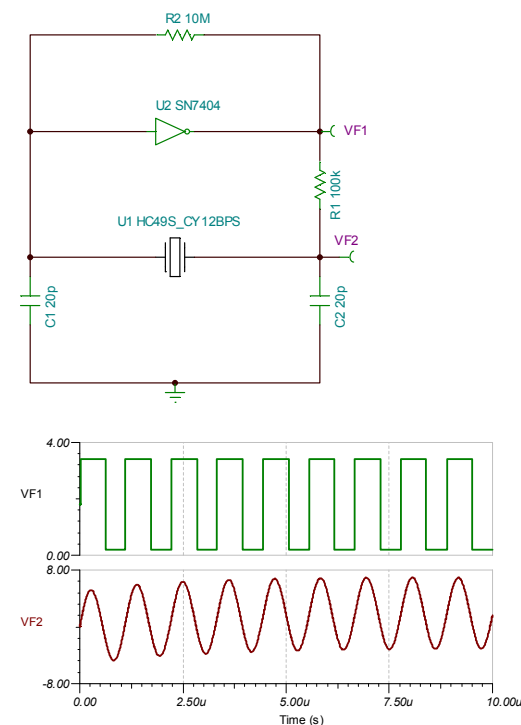 R2 10M
U2 SN7404
VF1
R1 100k
U1 HC49S_CY12BPS
VF2
C1 20p
C2 20p
4.00
VF1
0.00
8.00
VF2
-8.00
0.00 2.50u 5.00u 7.50u 10.00u
Time (s)